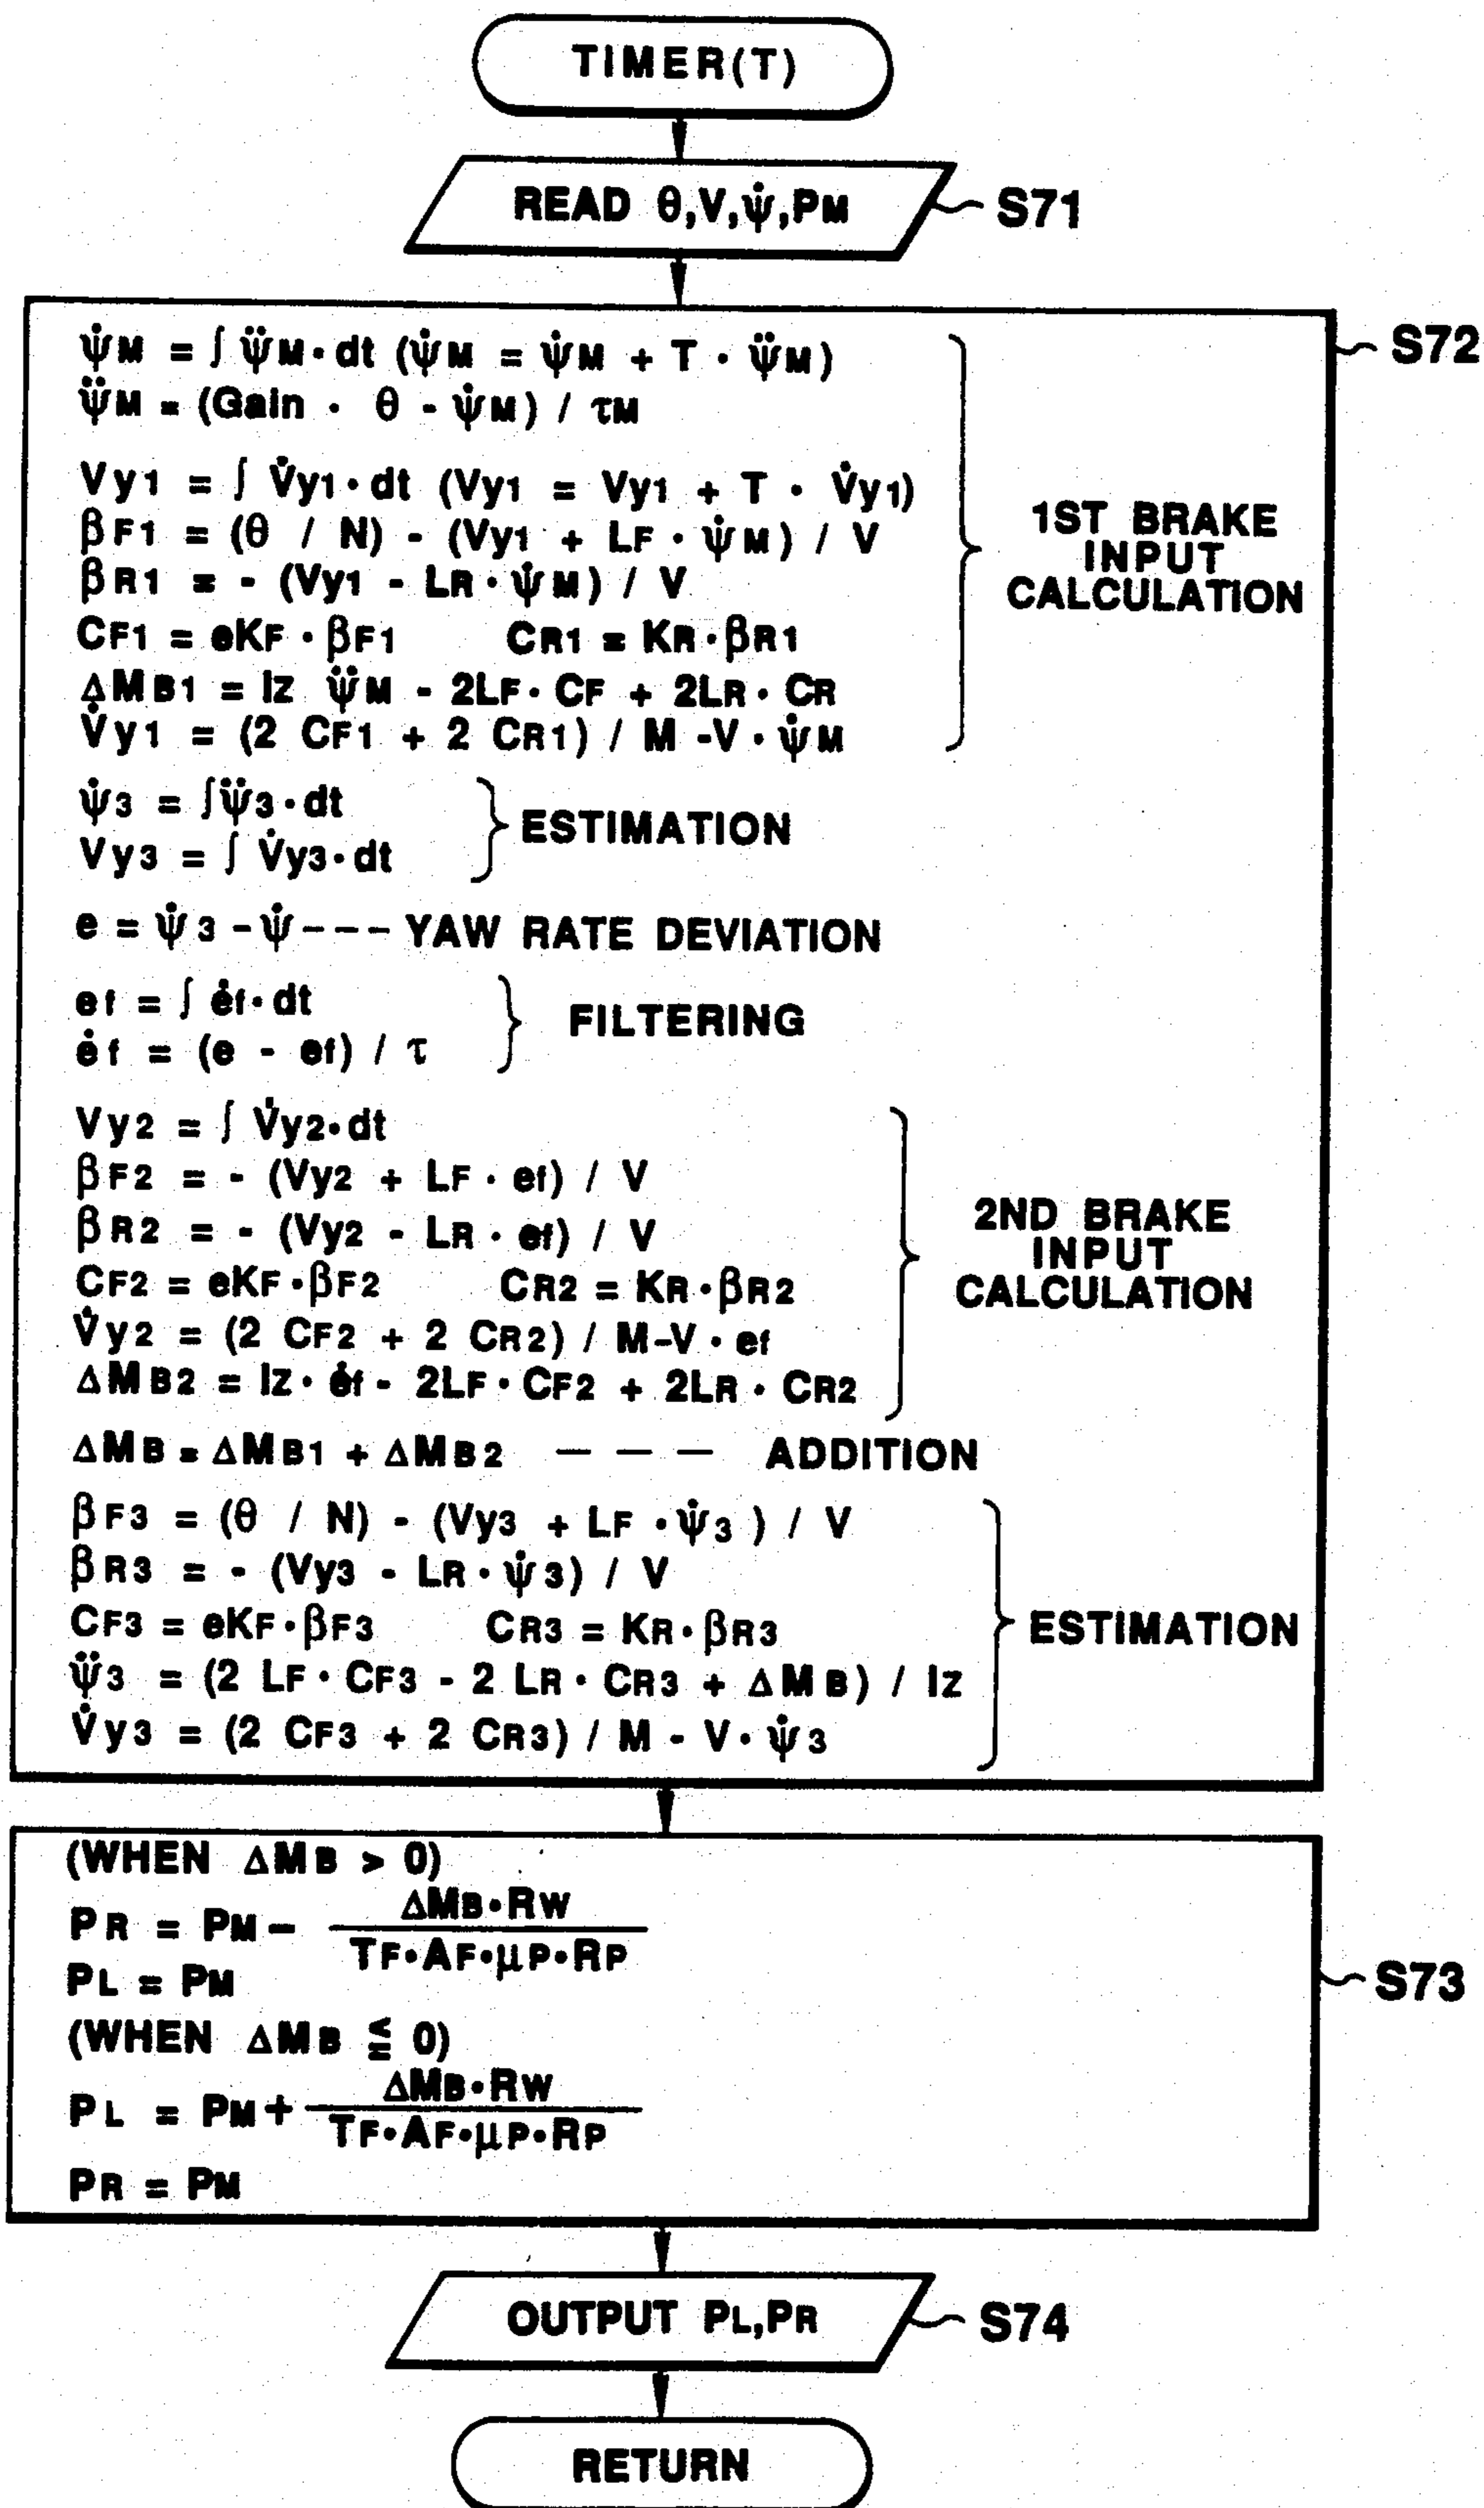 TIMER(T)
READ θ,V,ψ̇,PM
S71
S72
ψ̇M = ∫ ψ̈M·dt (ψ̇M = ψ̇M + T · ψ̈M)
ψ̈M = (Gain · θ - ψ̇M) / τM
Vy1 = ∫ V̇y1·dt (Vy1 = Vy1 + T · V̇y1)
βF1 = (θ / N) - (Vy1 + LF · ψ̇M) / V
βR1 = - (Vy1 - LR · ψ̇M) / V
CF1 = eKF · βF1 CR1 = KR·βR1
ΔMB1 = IZ ψ̈M - 2LF· CF + 2LR · CR
V̇y1 = (2 CF1 + 2 CR1) / M -V · ψ̇M
1ST BRAKE
INPUT
CALCULATION
ψ̇3 = ∫ψ̈3·dt
Vy3 = ∫ V̇y3·dt
ESTIMATION
e = ψ̇3 -ψ̇--- YAW RATE DEVIATION
ef = ∫ ėf·dt
ėf = (e - ef) / τ
FILTERING
Vy2 = ∫ V̇y2·dt
βF2 = - (Vy2 + LF · ef) / V
βR2 = - (Vy2 - LR · ef) / V
CF2 = eKF·βF2 CR2 = KR·βR2
V̇y2 = (2 CF2 + 2 CR2) / M-V · ef
ΔMB2 = IZ· ėf - 2LF· CF2 + 2LR · CR2
2ND BRAKE
INPUT
CALCULATION
ΔMB = ΔMB1 + ΔMB2 --- ADDITION
βF3 = (θ / N) - (Vy3 + LF ·ψ̇3 ) / V
βR3 = - (Vy3 - LR· ψ̇3) / V
CF3 = eKF·βF3 CR3 = KR·βR3
ψ̈3 = (2 LF· CF3 - 2 LR· CR3 + ΔMB) / IZ
V̇y3 = (2 CF3 + 2 CR3) / M - V· ψ̇3
ESTIMATION
(WHEN ΔMB > 0)
PR = PM- ΔMB·RW / TF·AF·μP·RP
PL = PM
(WHEN ΔMB ≦ 0)
PL = PM+ ΔMB·RW / TF·AF·μP·RP
PR = PM
S73
OUTPUT PL,PR
S74
RETURN